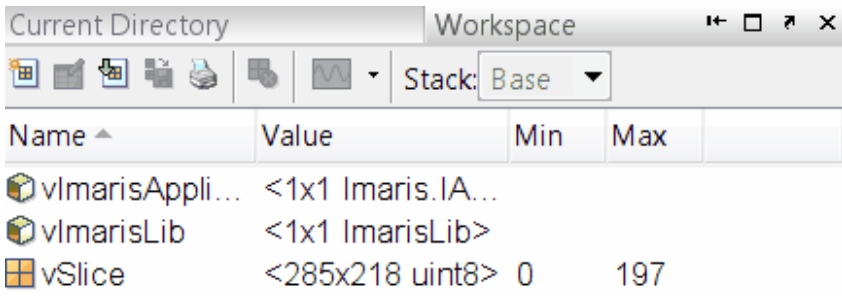 Current Directory Workspace
Stack: Base
Name Value Min Max
vImarisAppli... <1x1 Imaris.IA...
vImarisLib <1x1 ImarisLib>
vSlice <285x218 uint8> 0 197